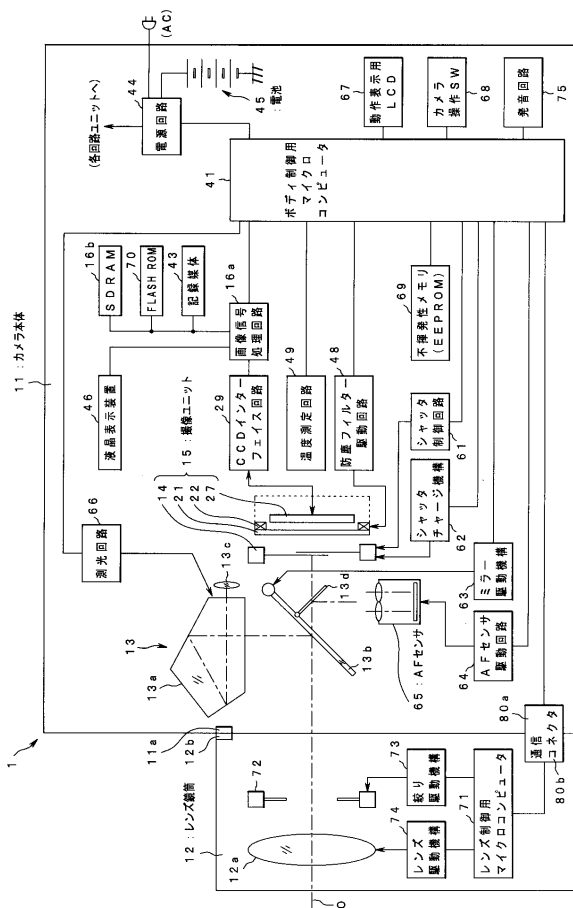 1
11：カメラ本体
(AC)
(各回路ユニットへ)
44
電源回路
45
：電池
16b
SDRAM
70
FLASH ROM
43
記録媒体
16a
画像信号
処理回路
46
液晶表示装置
41
ボディ制御用
マイクロ
コンピュータ
67
動作表示用
LCD
68
カメラ
操作SW
75
発音回路
15：撮像ユニット
14
21
22
27
29
CCDインター
フェイス回路
49
温度測定回路
48
防塵フィルター
駆動回路
69
不揮発性メモリ
(EEPROM)
66
測光回路
13
13a
13c
13b
13d
61
シャッタ
制御回路
62
シャッタ
チャージ機構
63
ミラー
駆動機構
64
AFセンサ
駆動回路
65：AFセンサ
11a
12b
12：レンズ鏡筒
12a
72
73
絞り
駆動機構
74
レンズ
駆動機構
71
レンズ制御用
マイクロコンピュータ
80a
通信
コネクタ
80b
O